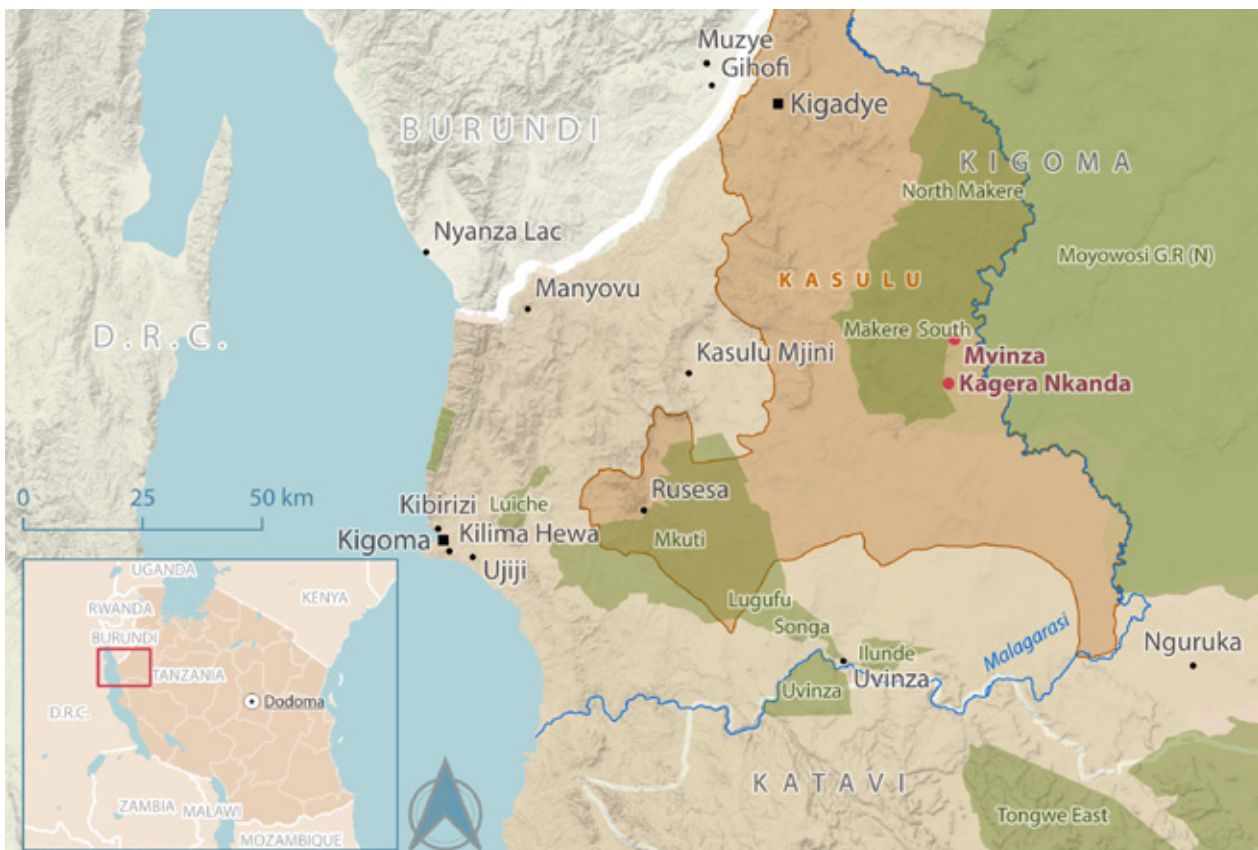 Muzye
Gihofi
Kigadye
BURUNDI
KIGOMA
North Makere
Nyanza Lac
Moyowosi G.R (N)
KASULU
Manyovu
D.R.C.
Makere South
Mvinza
Kasulu Mjini
Kagera Nkanda
0 25 50 km
Rusesa
Luiche
Kibirizi
Kilima Hewa
Kigoma
Mkuti
Ujiji
Lugufu
Songa
Malagarasi
Nguruka
Ilunde
Uvinza
Uvinza
KATAVI
Tongwe East
UGANDA
KENYA
RWANDA
BURUNDI
TANZANIA
Dodoma
D.R.C.
ZAMBIA
MALAWI
MOZAMBIQUE